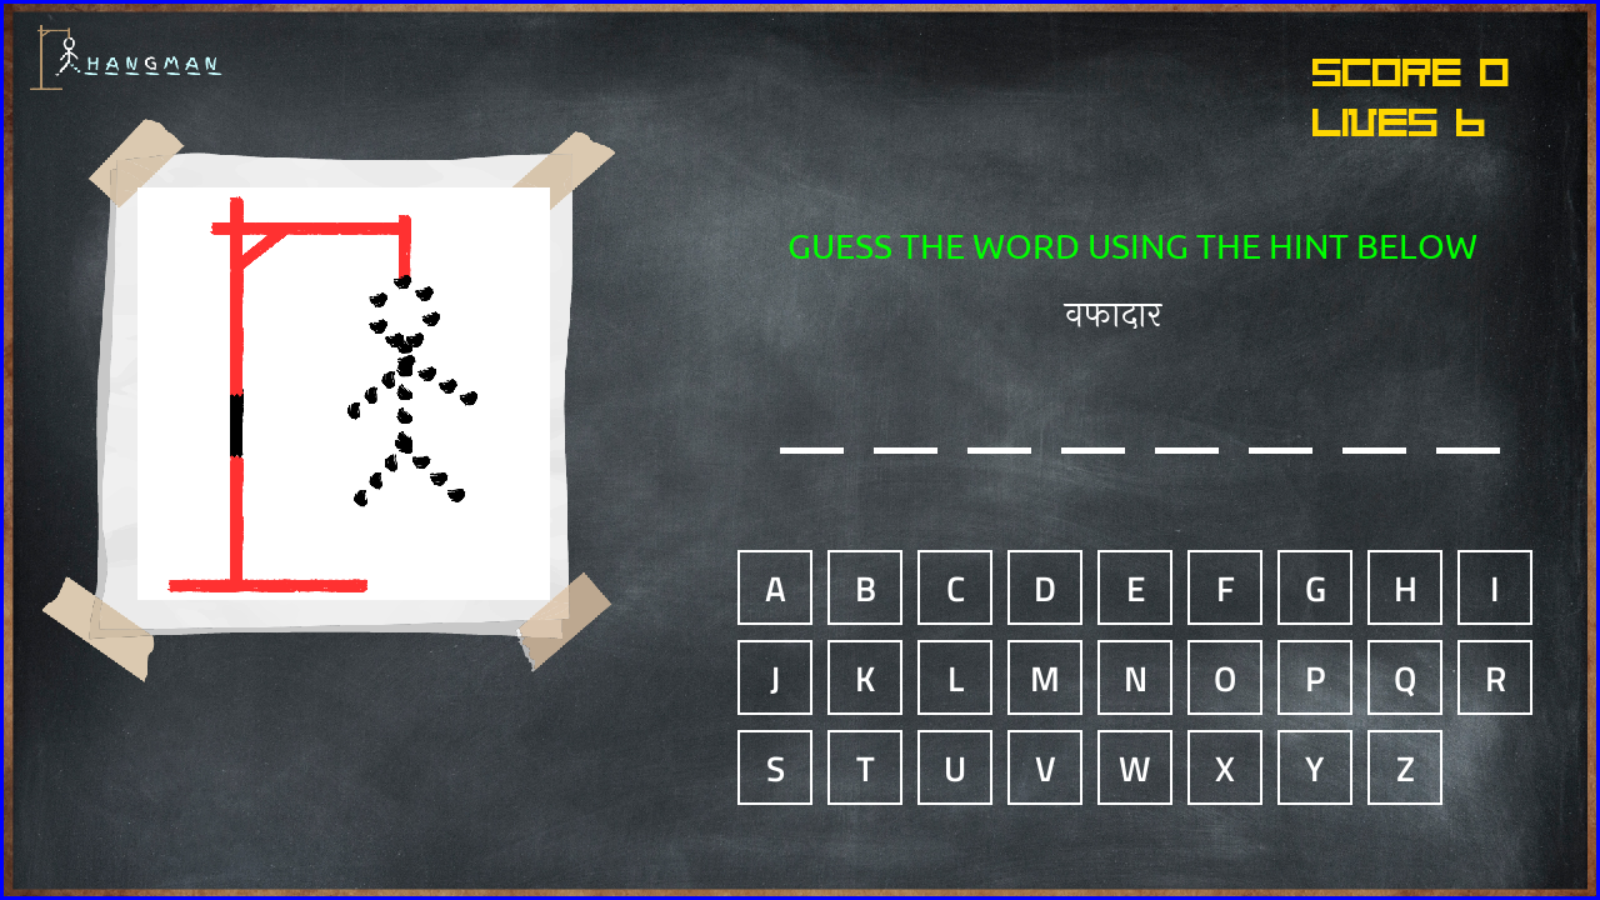 HANGMAN
SCORE 0
LIVES 6
GUESS THE WORD USING THE HINT BELOW
वफादार
A B C D E F G H I
J K L M N O P Q R
S T U V W X Y Z